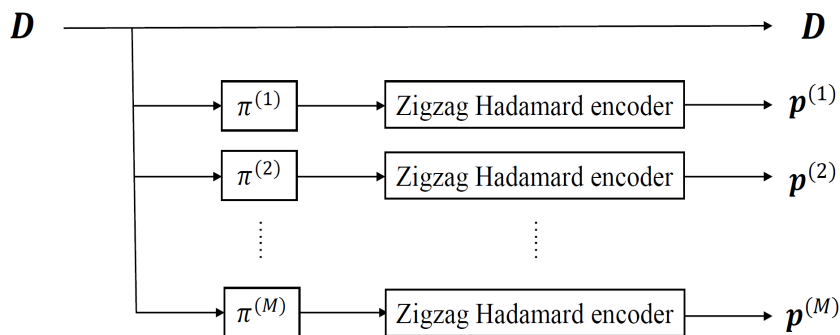 D D
π⁽¹⁾ Zigzag Hadamard encoder p⁽¹⁾
π⁽²⁾ Zigzag Hadamard encoder p⁽²⁾
π⁽ᴹ⁾ Zigzag Hadamard encoder p⁽ᴹ⁾